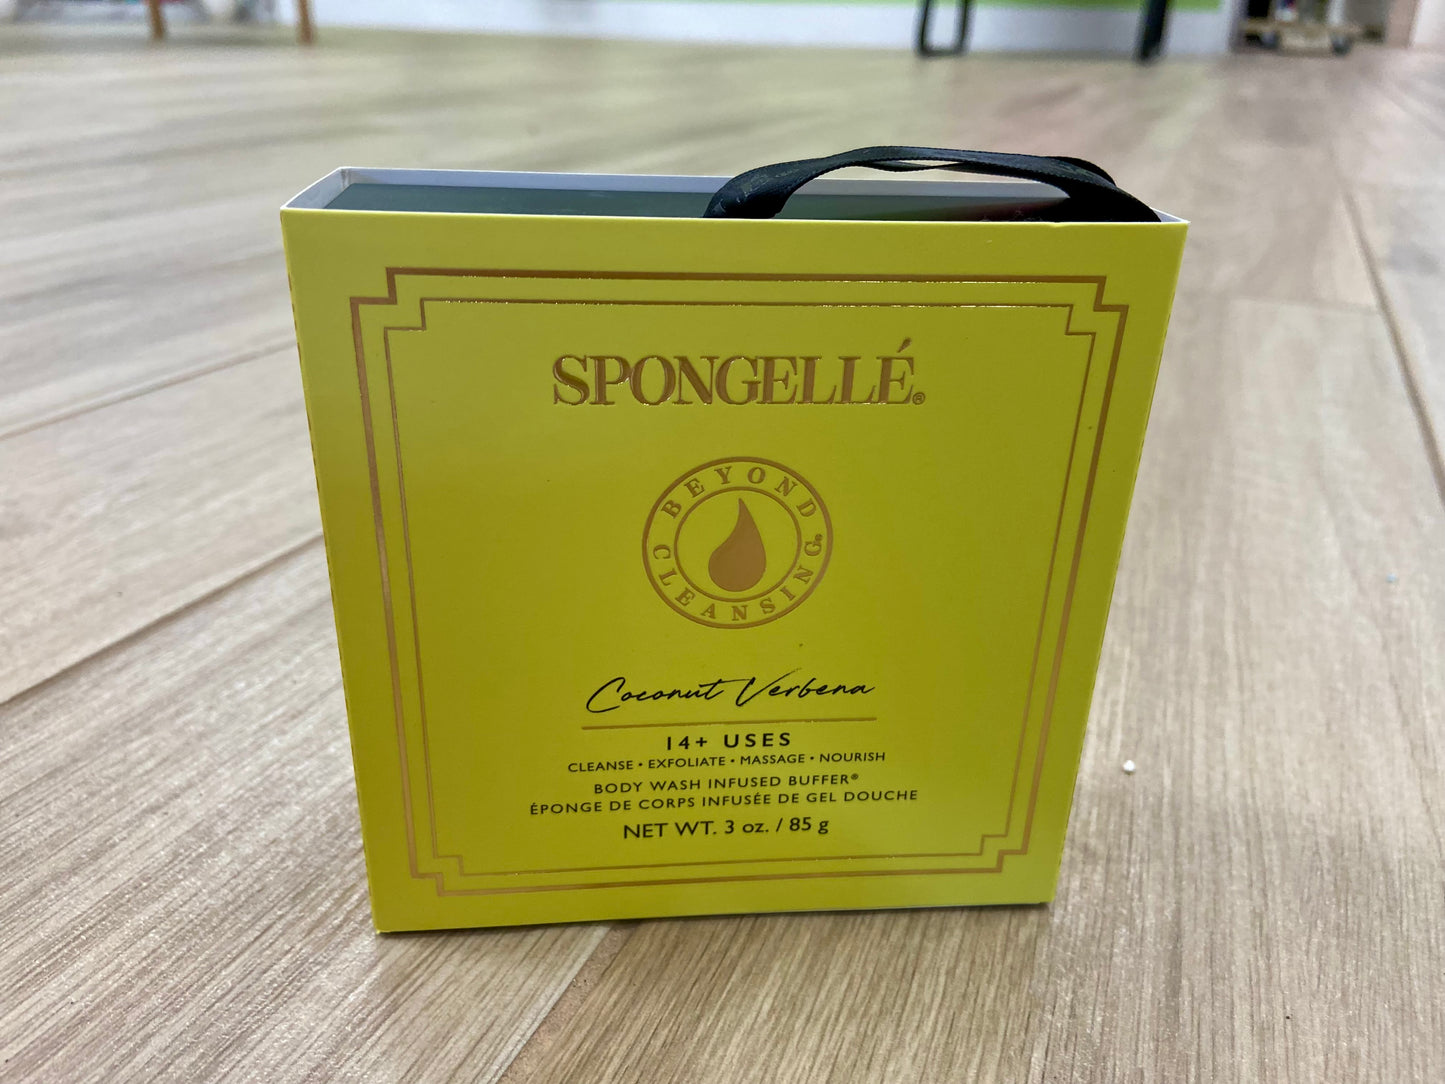 SPONGELLÉ®
BEYOND
CLEANSING®
Coconut Verbena
14+ USES
CLEANSE • EXFOLIATE • MASSAGE • NOURISH
BODY WASH INFUSED BUFFER®
ÉPONGE DE CORPS INFUSÉE DE GEL DOUCHE
NET WT. 3 oz. / 85 g